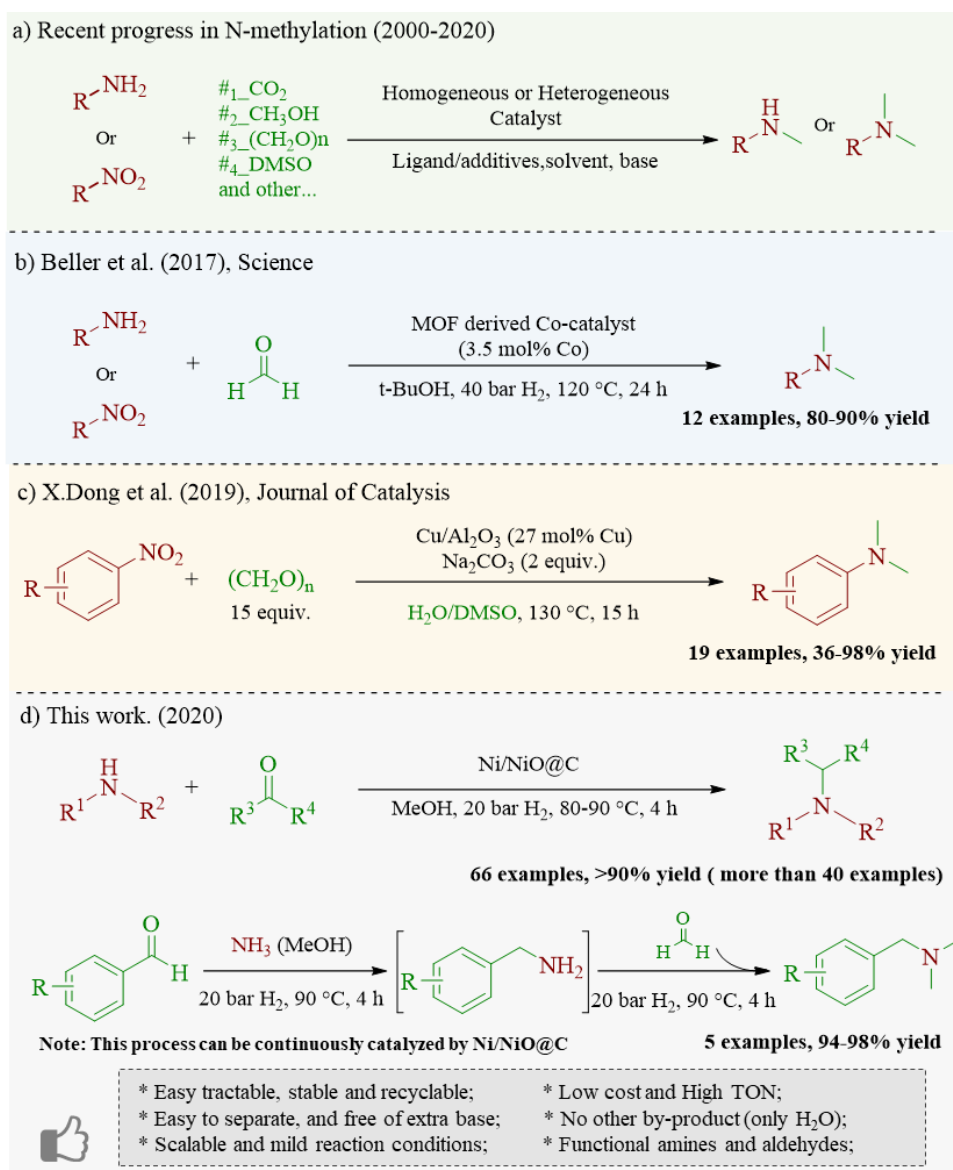 a) Recent progress in N-methylation (2000-2020)
R NH2
Or
R NO2
+
#1_CO2
#2_CH3OH
#3_(CH2O)n
#4_DMSO
and other...
Homogeneous or Heterogeneous
Catalyst
Ligand/additives,solvent, base
H
R N
Or
R N
b) Beller et al. (2017), Science
R NH2
Or
R NO2
+
O
H H
MOF derived Co-catalyst
(3.5 mol% Co)
t-BuOH, 40 bar H2, 120 °C, 24 h
R N
12 examples, 80-90% yield
c) X.Dong et al. (2019), Journal of Catalysis
R NO2
+
(CH2O)n
15 equiv.
Cu/Al2O3 (27 mol% Cu)
Na2CO3 (2 equiv.)
H2O/DMSO, 130 °C, 15 h
R N
19 examples, 36-98% yield
d) This work. (2020)
H
N
R1 R2
+
O
R3 R4
Ni/NiO@C
MeOH, 20 bar H2, 80-90 °C, 4 h
R3 R4
N
R1 R2
66 examples, >90% yield ( more than 40 examples)
O
R H
NH3 (MeOH)
20 bar H2, 90 °C, 4 h
R NH2
O
H H
20 bar H2, 90 °C, 4 h
R N
Note: This process can be continuously catalyzed by Ni/NiO@C
5 examples, 94-98% yield
* Easy tractable, stable and recyclable;
* Easy to separate, and free of extra base;
* Scalable and mild reaction conditions;
* Low cost and High TON;
* No other by-product (only H2O);
* Functional amines and aldehydes;